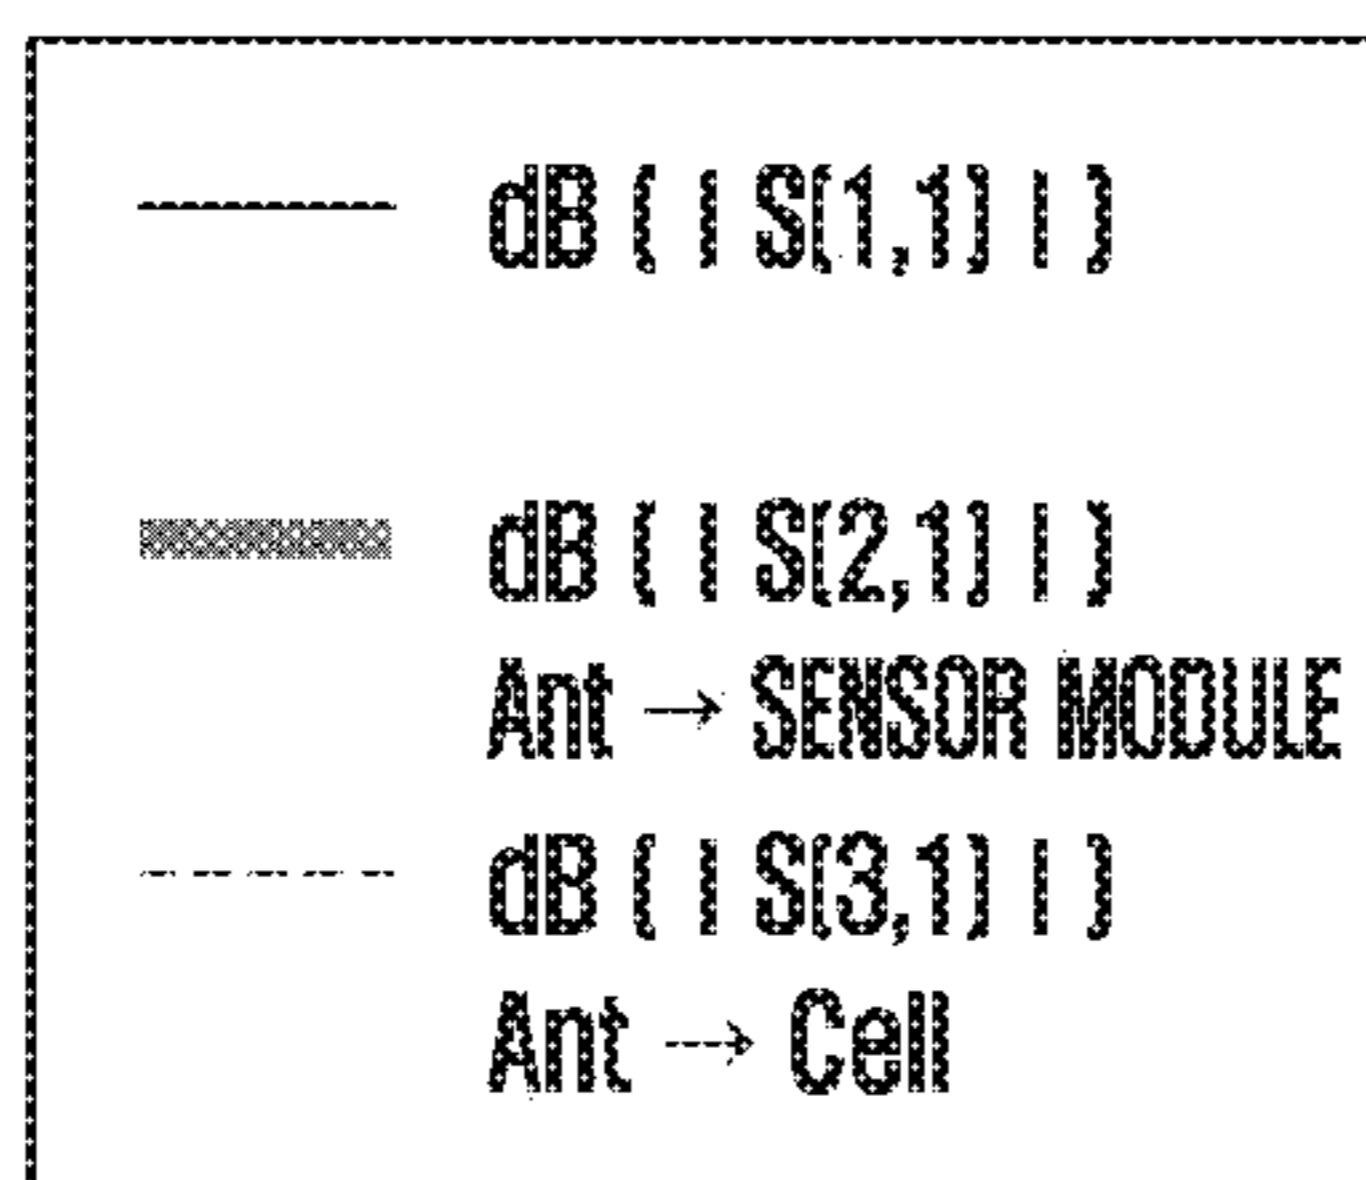 dB ( | S(1,1) | )
dB ( | S(2,1) | )
Ant → SENSOR MODULE
dB ( | S(3,1) | )
Ant → Cell